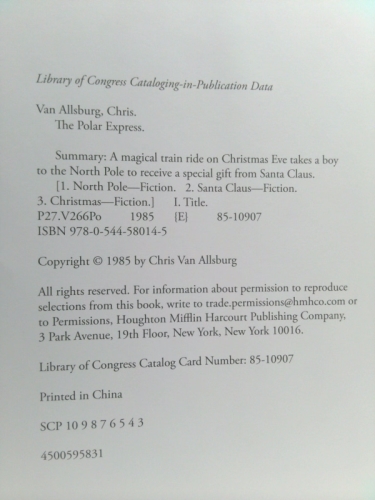 Library of Congress Cataloging-in-Publication Data
Van Allsburg, Chris.
The Polar Express.
Summary: A magical train ride on Christmas Eve takes a boy
to the North Pole to receive a special gift from Santa Claus.
[1. North Pole—Fiction. 2. Santa Claus—Fiction.
3. Christmas—Fiction.] I. Title.
P27.V266Po 1985 [E] 85-10907
ISBN 978-0-544-58014-5
Copyright © 1985 by Chris Van Allsburg
All rights reserved. For information about permission to reproduce
selections from this book, write to trade.permissions@hmhco.com or
to Permissions, Houghton Mifflin Harcourt Publishing Company,
3 Park Avenue, 19th Floor, New York, New York 10016.
Library of Congress Catalog Card Number: 85-10907
Printed in China
SCP 10 9 8 7 6 5 4 3
4500595831